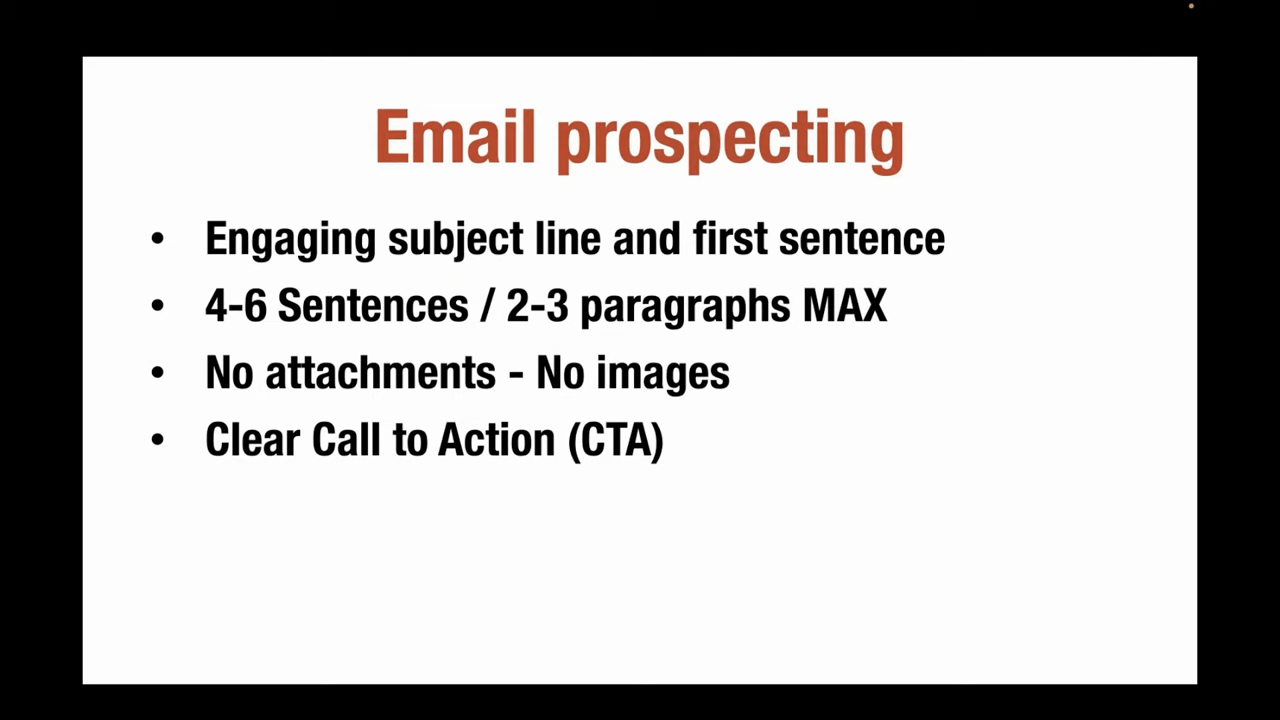 Email prospecting
• Engaging subject line and first sentence
• 4-6 Sentences / 2-3 paragraphs MAX
• No attachments - No images
• Clear Call to Action (CTA)